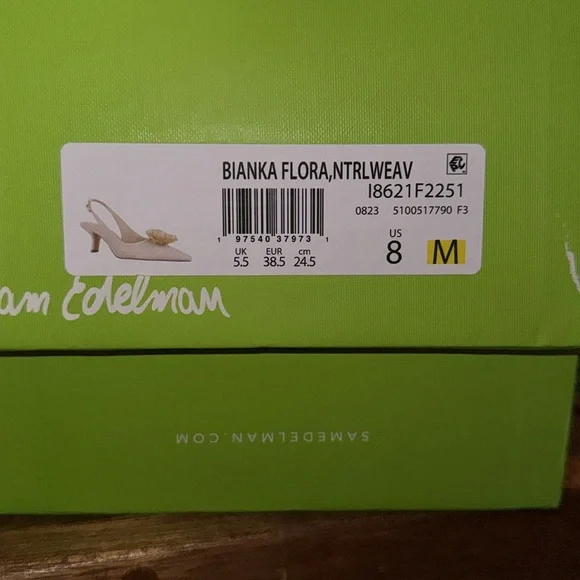 BIANKA FLORA,NTRLWEAV
I8621F2251
0823 5100517790 F3
1 97540 37973 1
UK EUR cm
5.5 38.5 24.5
US
8 M
am Edelman
SAMEDELMAN.COM